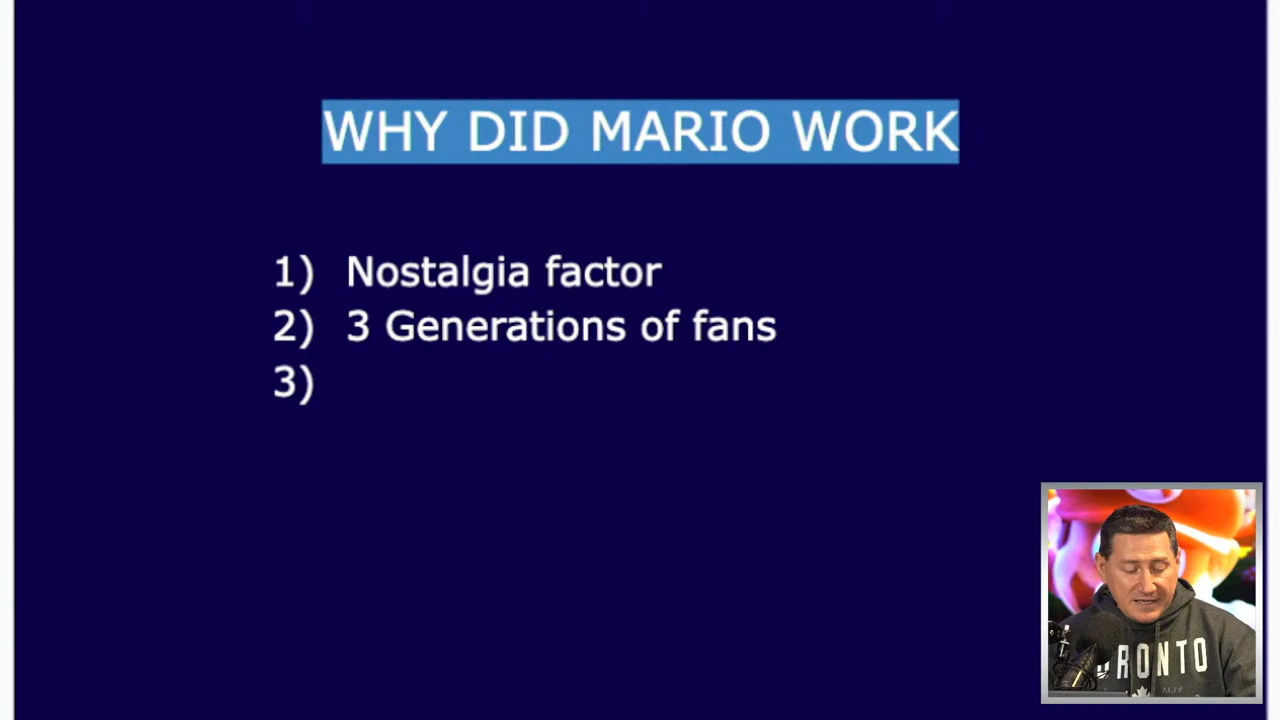 WHY DID MARIO WORK
1) Nostalgia factor
2) 3 Generations of fans
3)
RONTO